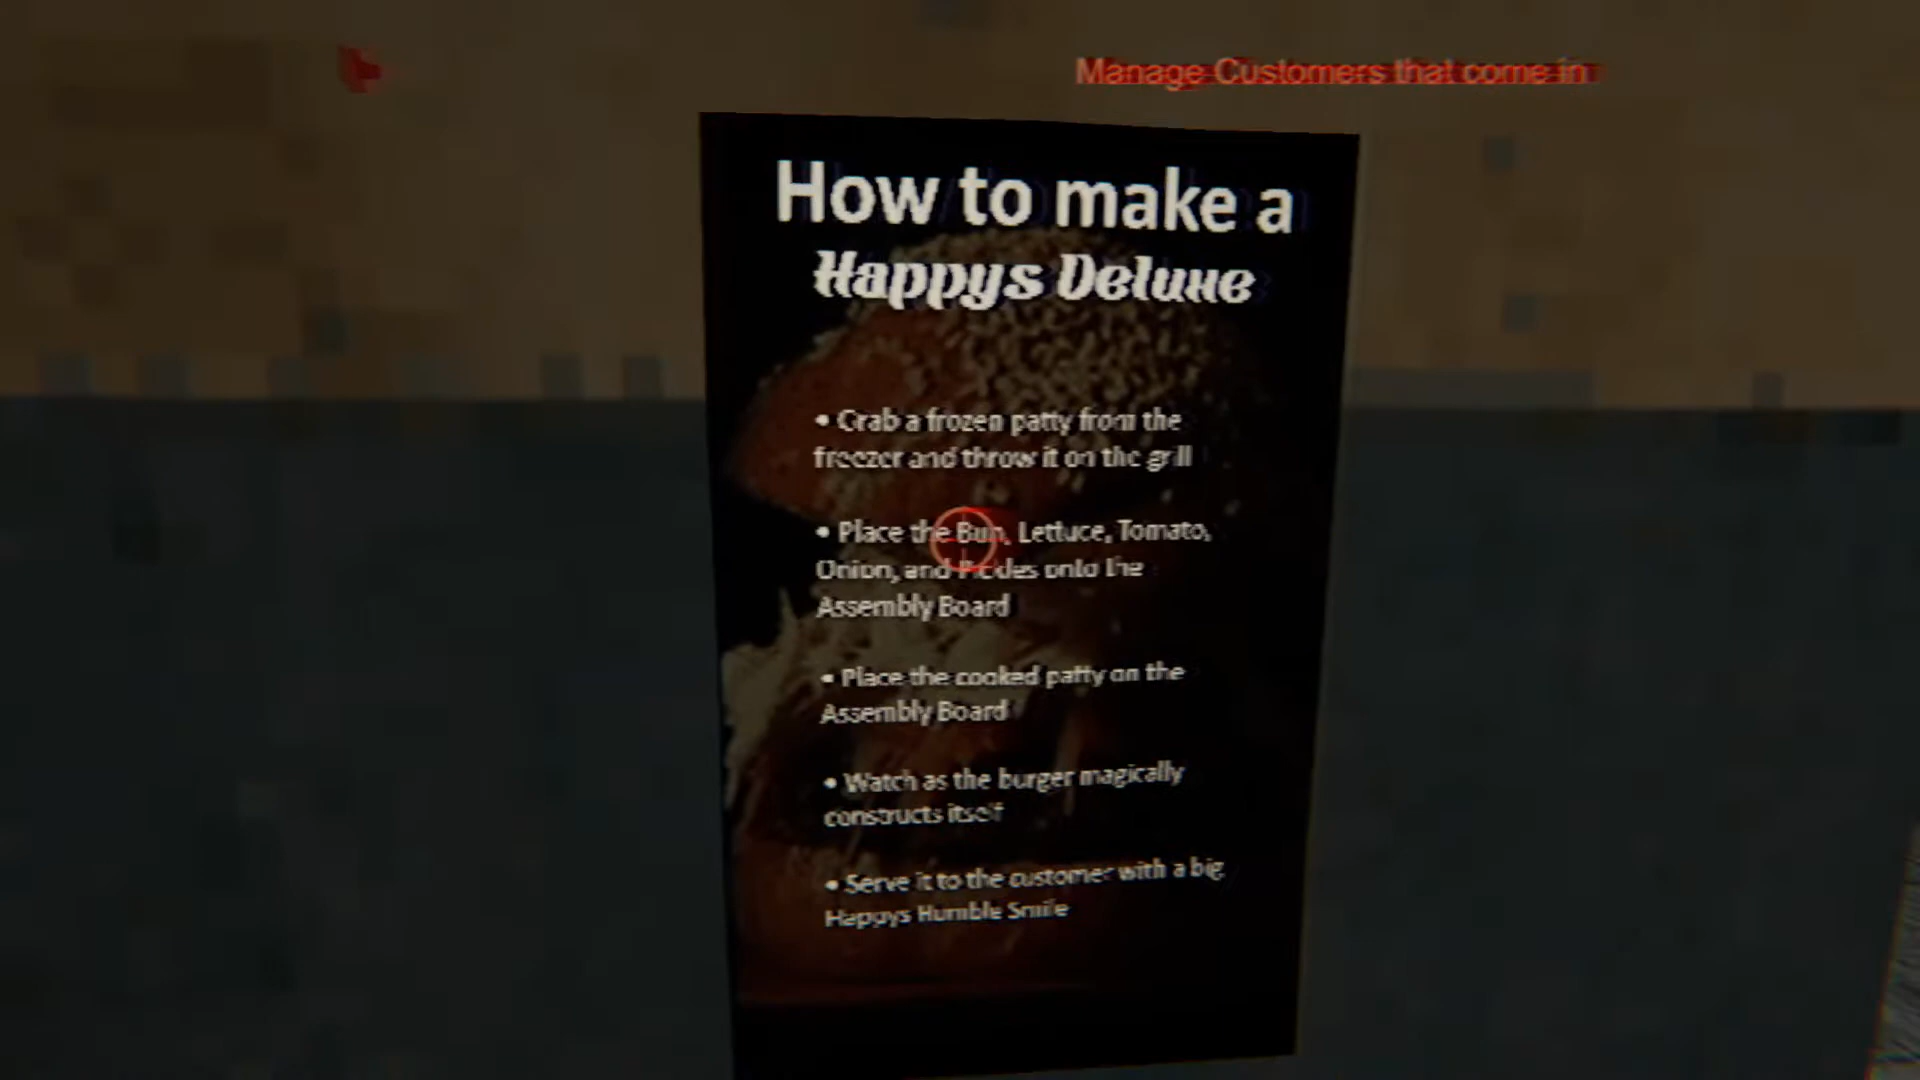 Manage Customers that come in
How to make a
Happys Deluxe
• Grab a frozen patty from the
freezer and throw it on the grill
• Place the Bun, Lettuce, Tomato,
Onion, and Pickles onto the
Assembly Board
• Place the cooked patty on the
Assembly Board
• Watch as the burger magically
constructs itself
• Serve it to the customer with a big
Happys Humble Smile